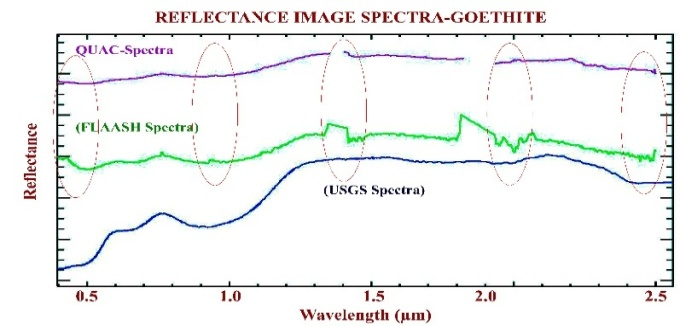 REFLECTANCE IMAGE SPECTRA-GOETHITE
QUAC-Spectra
(FLAASH Spectra)
(USGS Spectra)
Reflectance
0.5 1.0 1.5 2.0 2.5
Wavelength (μm)